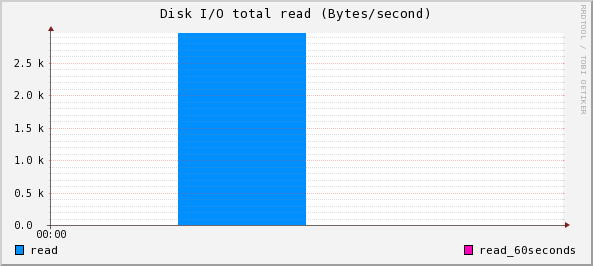 Disk I/O total read (Bytes/second)
RRDTOOL / TOBI OETIKER
2.5 k
2.0 k
1.5 k
1.0 k
0.5 k
0.0
00:00
read
read_60seconds